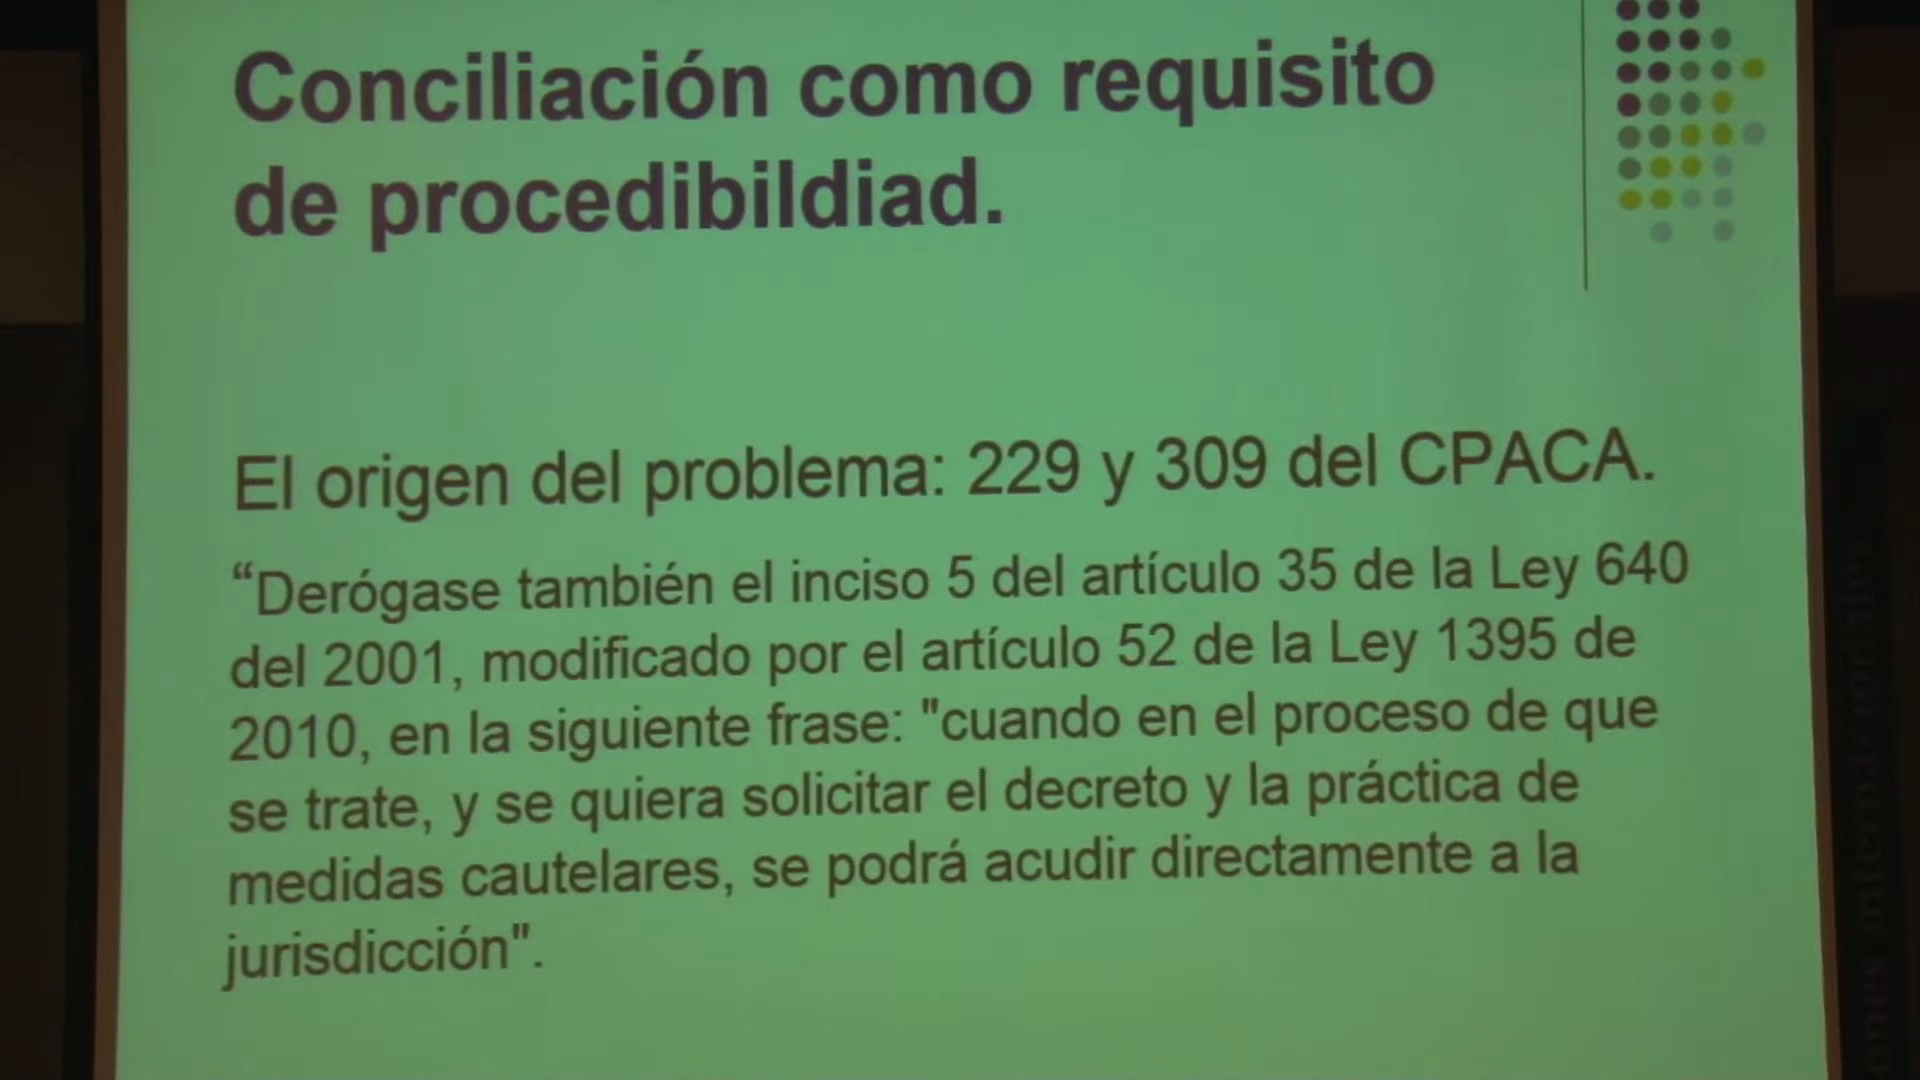 Conciliación como requisito
de procedibildiad.
El origen del problema: 229 y 309 del CPACA.
“Derógase también el inciso 5 del artículo 35 de la Ley 640
del 2001, modificado por el artículo 52 de la Ley 1395 de
2010, en la siguiente frase: "cuando en el proceso de que
se trate, y se quiera solicitar el decreto y la práctica de
medidas cautelares, se podrá acudir directamente a la
jurisdicción".